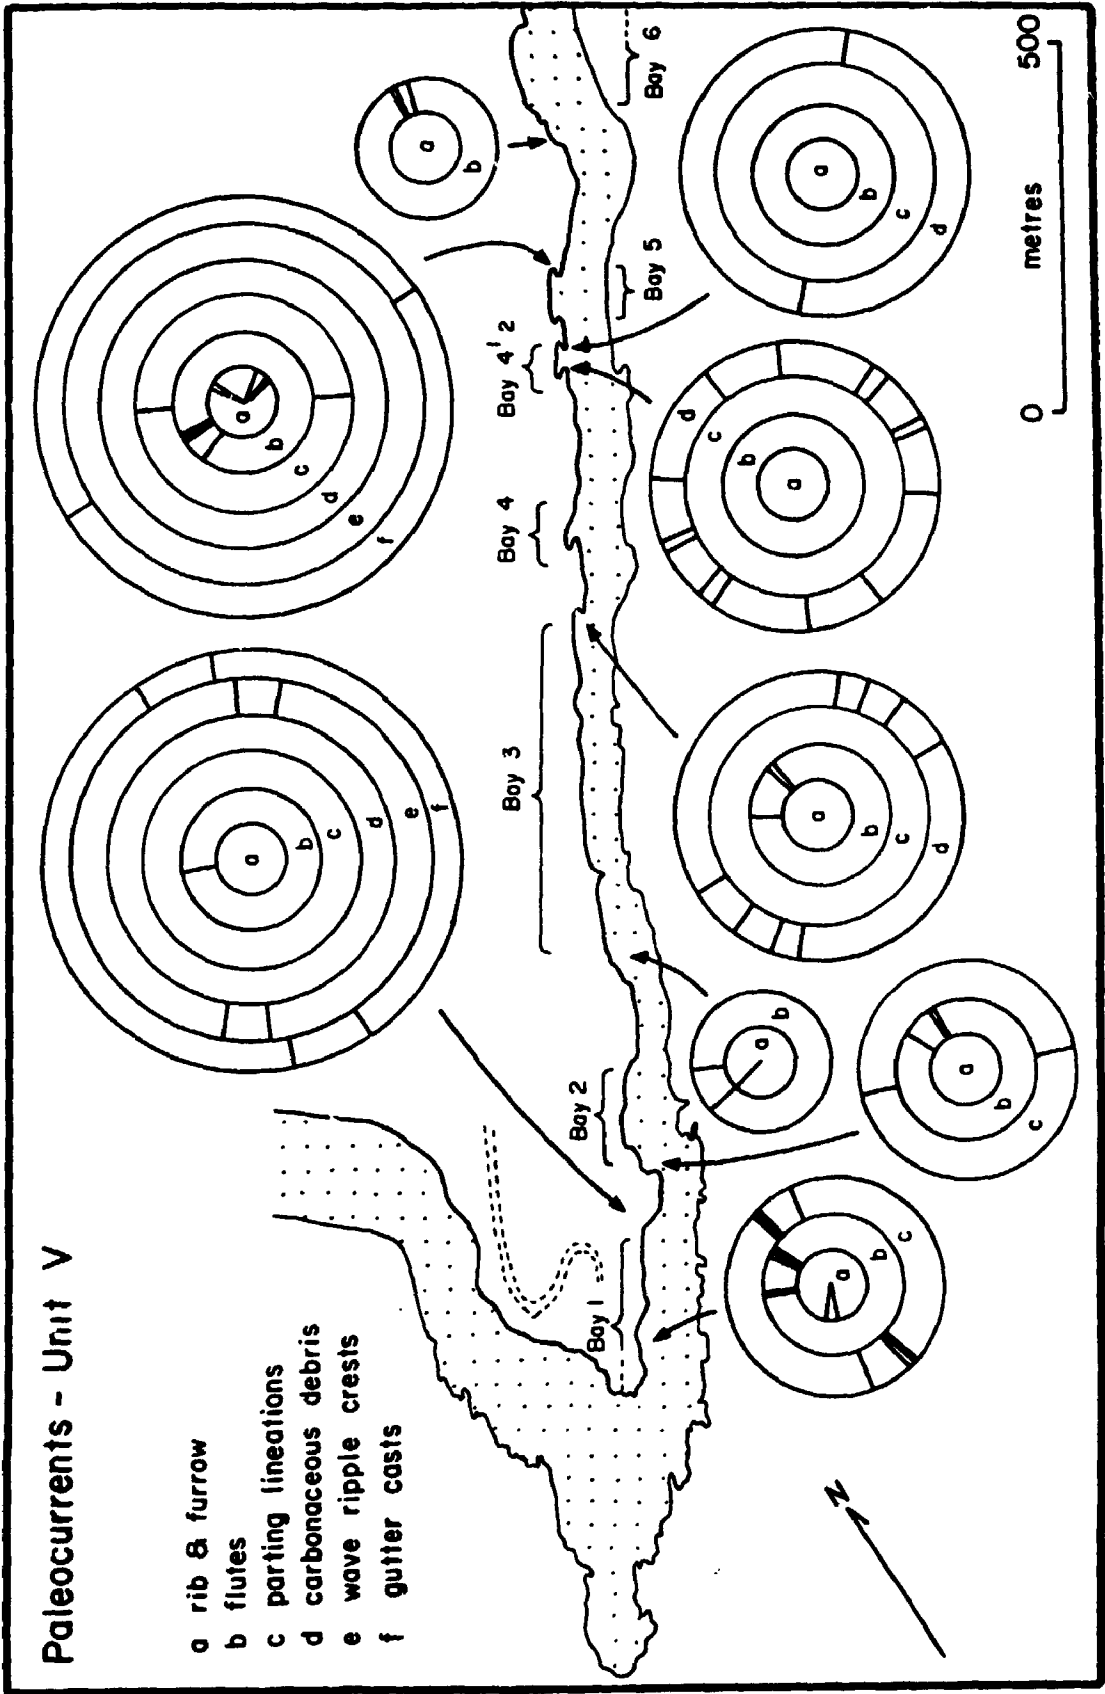 Paleocurrents - Unit V
a rib & furrow
b flutes
c parting lineations
d carbonaceous debris
e wave ripple crests
f gutter casts
a
b
c
d
e
f
a
b
c
d
e
f
a
b
Bay 1
Bay 2
Bay 3
Bay 4
Bay 4'2
Bay 5
Bay 6
a
b
c
a
b
c
a
b
a
b
c
d
a
b
c
d
a
b
c
d
N
0 metres 500